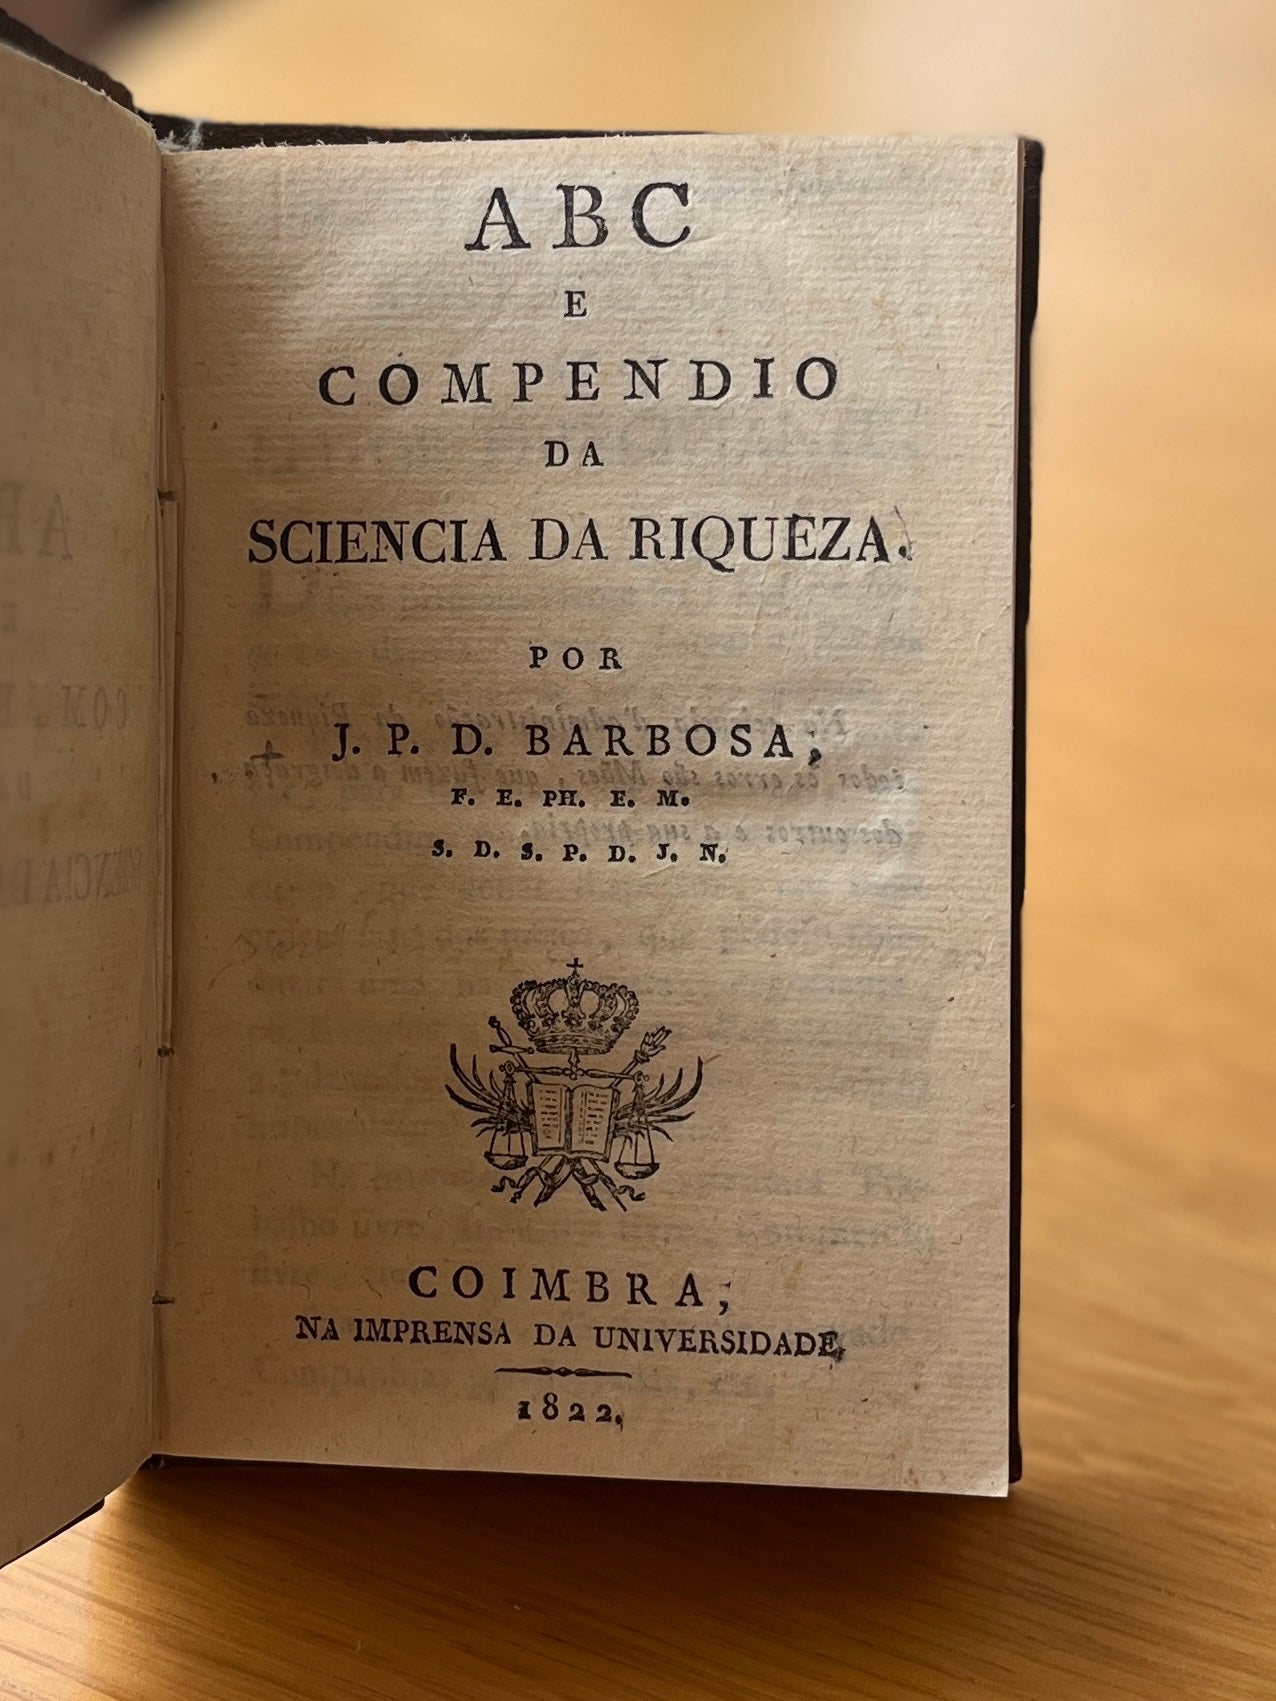 ABC
E
COMPENDIO
DA
SCIENCIA DA RIQUEZA.
POR
J. P. D. BARBOSA,
F. E. PH. E. M.
S. D. S. P. D. J. N.
COIMBRA,
NA IMPRENSA DA UNIVERSIDADE,
1822.